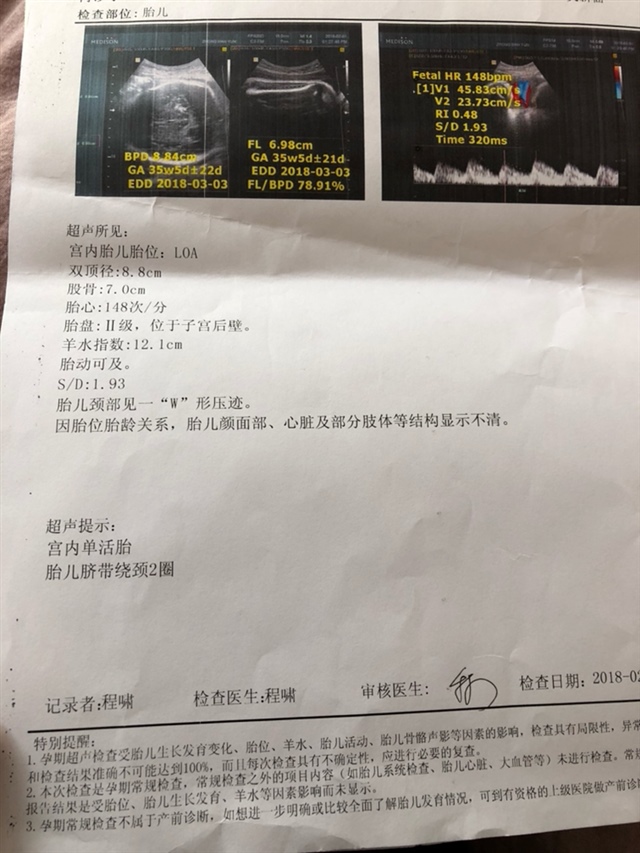 检查部位: 胎儿
MEDISON
MEDISON
BPD 8.84cm
GA 35w5d±22d
EDD 2018-03-03
FL 6.98cm
GA 35w5d±21d
EDD 2018-03-03
FL/BPD 78.91%
Fetal HR 148bpm
[1]V1 45.83cm/s
V2 23.73cm/s
RI 0.48
S/D 1.93
Time 320ms
超声所见:
宫内胎儿胎位: LOA
双顶径:8.8cm
股骨:7.0cm
胎心:148次/分
胎盘:Ⅱ级，位于子宫后壁。
羊水指数:12.1cm
胎动可及。
S/D:1.93
胎儿颈部见一“W”形压迹。
因胎位胎龄关系，胎儿颜面部、心脏及部分肢体等结构显示不清。
超声提示:
宫内单活胎
胎儿脐带绕颈2圈
记录者:程啸 检查医生:程啸 审核医生: 检查日期: 2018-02
特别提醒:
1. 孕期超声检查受胎儿生长发育变化、胎位、羊水、胎儿活动、胎儿骨骼声影等因素的影响，检查具有局限性，异常
和检查结果准确不可能达到100%，而且每次检查具有不确定性，应进行必要的复查。
2. 本次检查是孕期常规检查，常规检查之外的项目内容（如胎儿系统检查、胎儿心脏、大血管等）未进行检查。常规
报告结果是受胎位、胎儿生长发育、羊水等因素影响而未显示。
3. 孕期常规检查不属于产前诊断，如想进一步明确或比较全面了解胎儿发育情况，可到有资格的上级医院做产前诊断